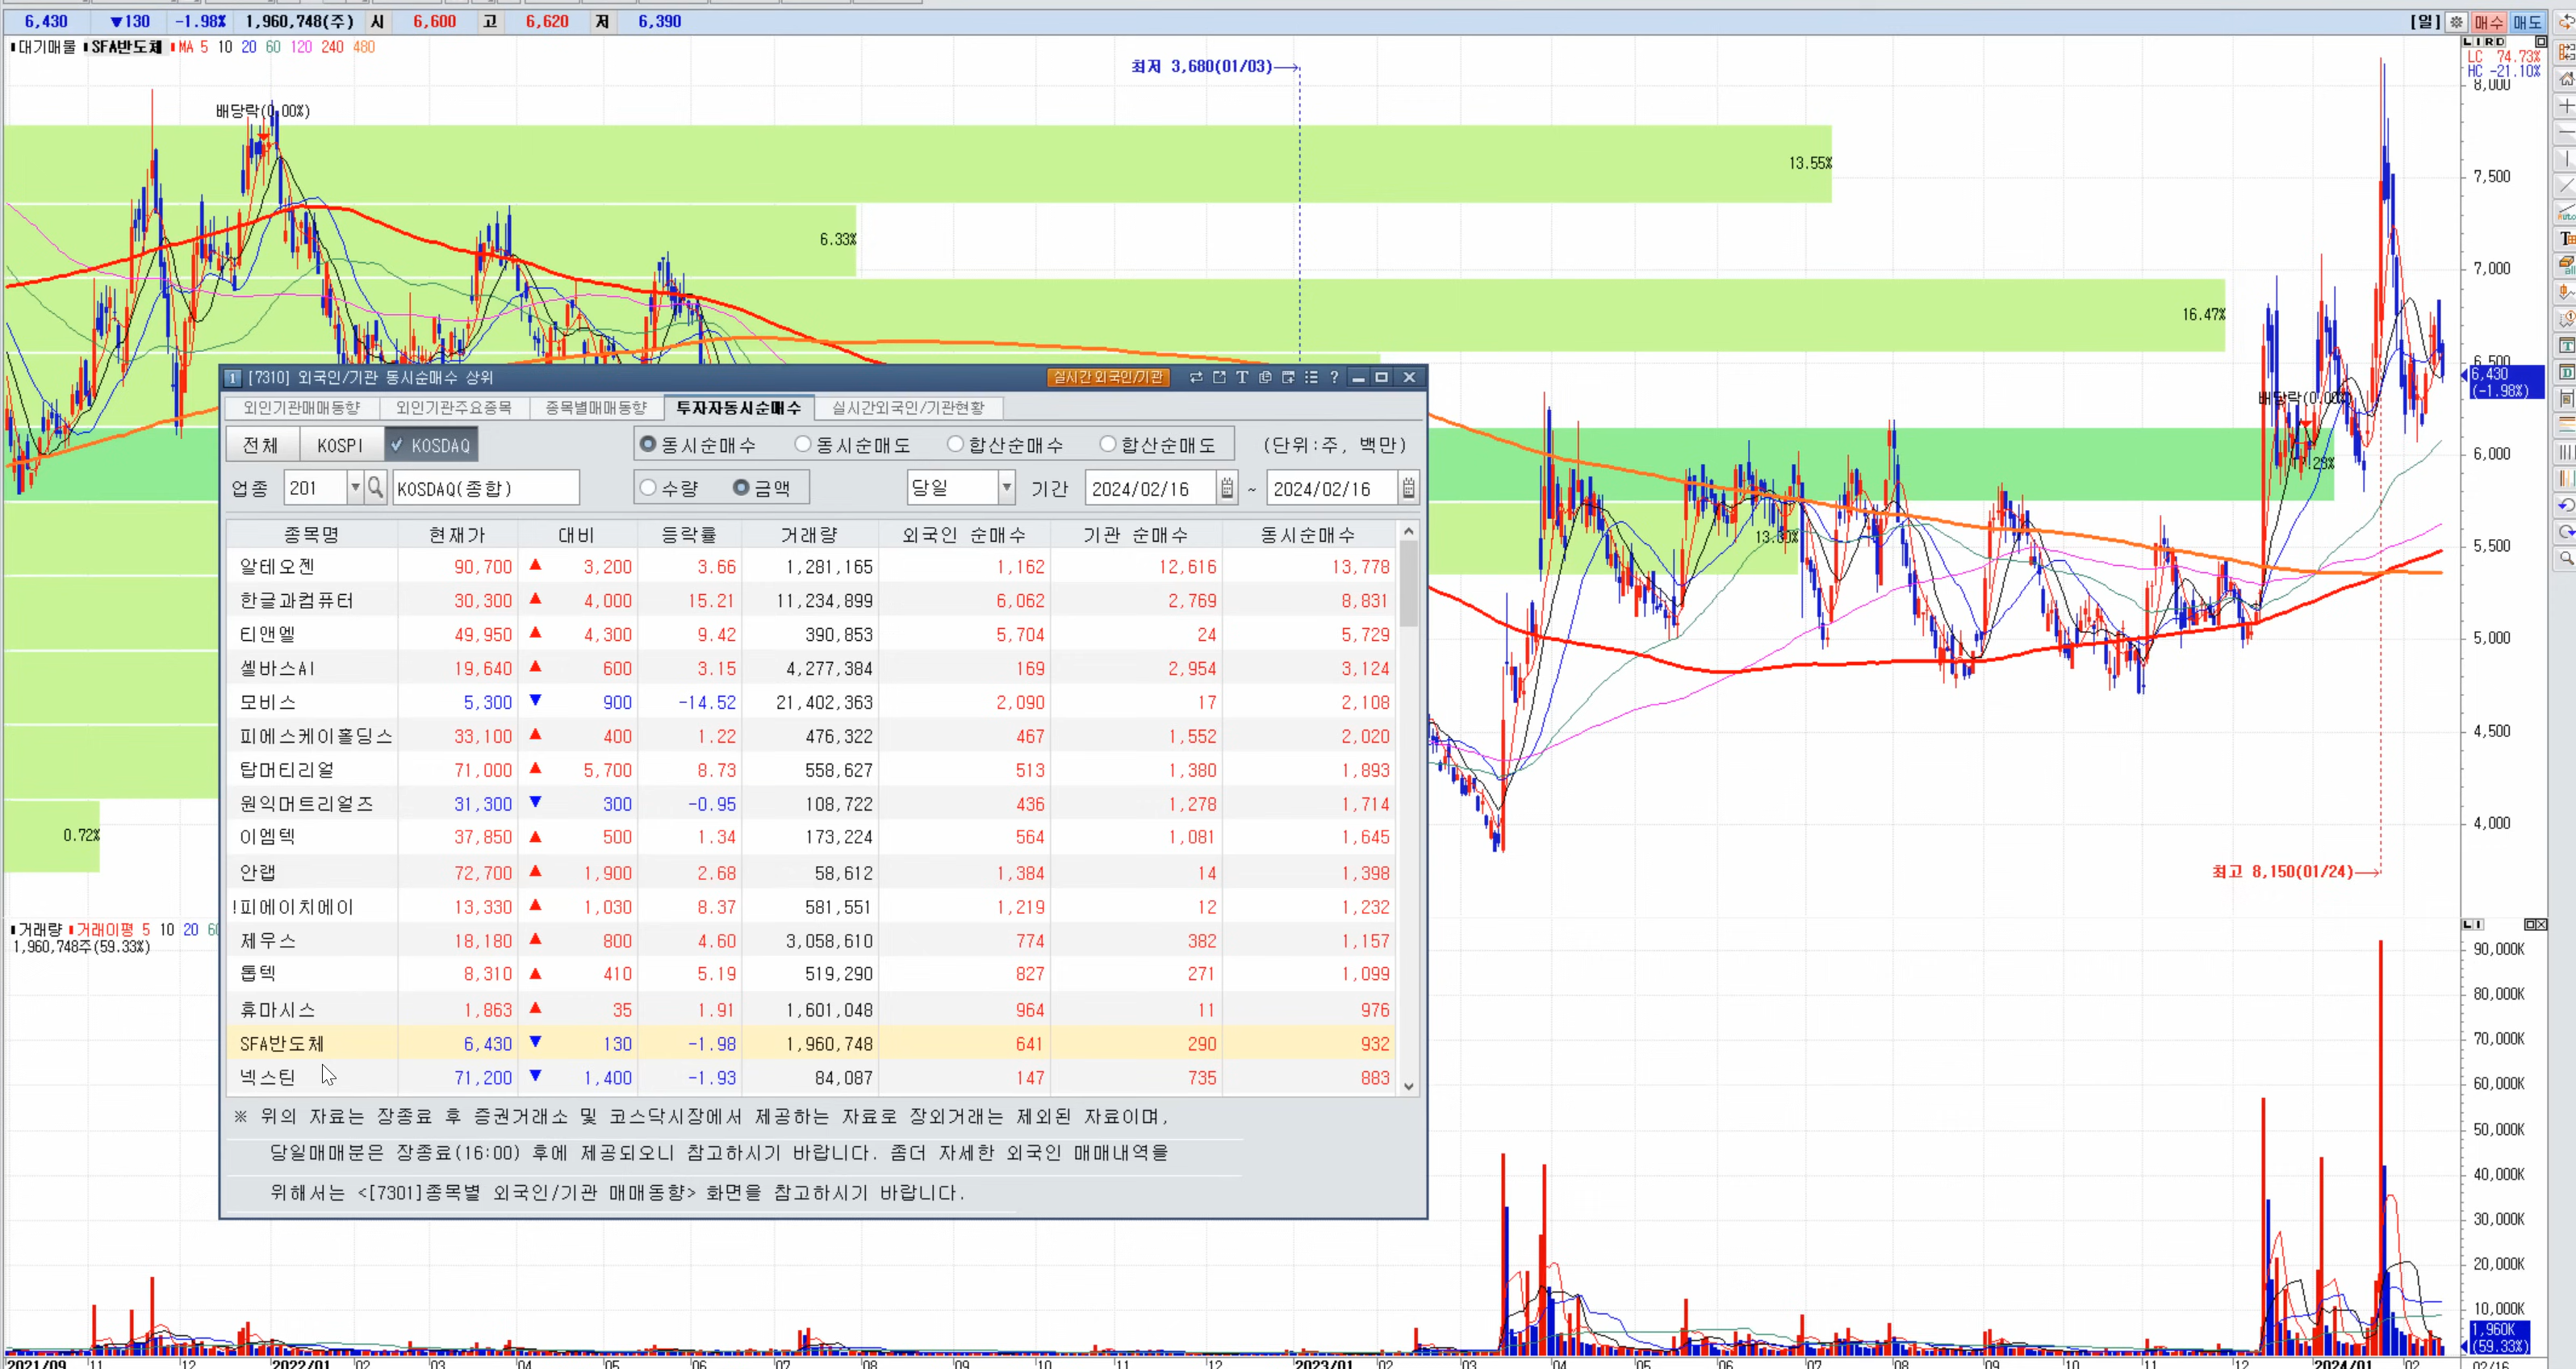 6,430 ▼130 -1.98% 1,960,748(주) 시 6,600 고 6,620 저 6,390 [일] 매수 매도
대기매물 SFA반도체 MA 5 10 20 60 120 240 480
LC 74.73%
HC -21.10%
최저 3,680(01/03)
배당락(0.00%)
13.55%
6.33%
16.47%
8,000
7,500
7,000
6,500
6,430
(-1.98%)
배당락(0.00%)
6,000
5,500
5,000
4,500
4,000
0.72%
최고 8,150(01/24)
1 [7310] 외국인/기관 동시순매수 상위 실시간 외국인/기관
외인기관매매동향 외인기관주요종목 종목별매매동향 투자자동시순매수 실시간외국인/기관현황
전체 KOSPI KOSDAQ 동시순매수 동시순매도 합산순매수 합산순매도 (단위:주, 백만)
업종 201 KOSDAQ(종합) 수량 금액 당일 기간 2024/02/16 ~ 2024/02/16
종목명 현재가 대비 등락률 거래량 외국인 순매수 기관 순매수 동시순매수
알테오젠 90,700 ▲ 3,200 3.66 1,281,165 1,162 12,616 13,778
한글과컴퓨터 30,300 ▲ 4,000 15.21 11,234,899 6,062 2,769 8,831
티앤엘 49,950 ▲ 4,300 9.42 390,853 5,704 24 5,729
셀바스AI 19,640 ▲ 600 3.15 4,277,384 169 2,954 3,124
모비스 5,300 ▼ 900 -14.52 21,402,363 2,090 17 2,108
피에스케이홀딩스 33,100 ▲ 400 1.22 476,322 467 1,552 2,020
탑머티리얼 71,000 ▲ 5,700 8.73 558,627 513 1,380 1,893
원익머트리얼즈 31,300 ▼ 300 -0.95 108,722 436 1,278 1,714
이엠텍 37,850 ▲ 500 1.34 173,224 564 1,081 1,645
안랩 72,700 ▲ 1,900 2.68 58,612 1,384 14 1,398
!피에이치에이 13,330 ▲ 1,030 8.37 581,551 1,219 12 1,232
제우스 18,180 ▲ 800 4.60 3,058,610 774 382 1,157
톱텍 8,310 ▲ 410 5.19 519,290 827 271 1,099
휴마시스 1,863 ▲ 35 1.91 1,601,048 964 11 976
SFA반도체 6,430 ▼ 130 -1.98 1,960,748 641 290 932
넥스틴 71,200 ▼ 1,400 -1.93 84,087 147 735 883
※ 위의 자료는 장종료 후 증권거래소 및 코스닥시장에서 제공하는 자료로 장외거래는 제외된 자료이며,
당일매매분은 장종료(16:00) 후에 제공되오니 참고하시기 바랍니다. 좀더 자세한 외국인 매매내역을
위해서는 <[7301]종목별 외국인/기관 매매동향> 화면을 참고하시기 바랍니다.
거래량 거래이평 5 10 20
1,960,748주(59.33%)
90,000K
80,000K
70,000K
60,000K
50,000K
40,000K
30,000K
20,000K
10,000K
1,960K
(59.33%)
2021/09 11 12 2022/01 02 03 04 05 06 07 08 09 10 11 12 2023/01 02 03 04 05 06 07 08 09 10 11 12 2024/01 02 02/16